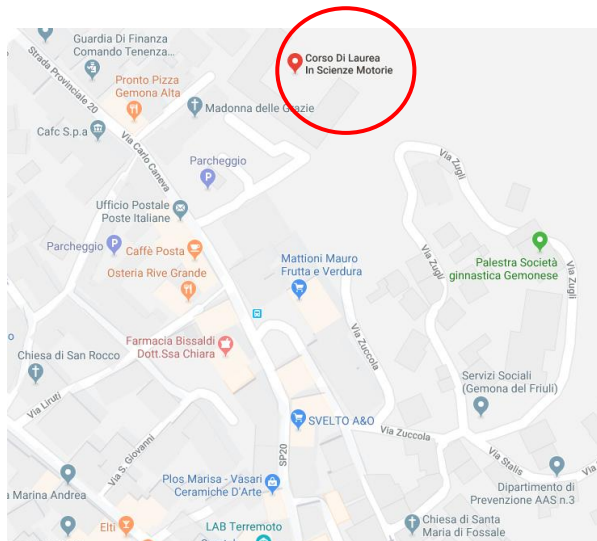 Guardia Di Finanza
Comando Tenenza...
Corso Di Laurea
In Scienze Motorie
Strada Provinciale 20
Pronto Pizza
Gemona Alta
Madonna delle Grazie
Cafc S.p.a
Via Carlo Caneva
Parcheggio
P
Via Zugli
Ufficio Postale
Poste Italiane
Parcheggio
P
Caffè Posta
Osteria Rive Grande
Mattioni Mauro
Frutta e Verdura
Via Zugli
Palestra Società
ginnastica Gemonese
Via Zugli
o
Farmacia Bissaldi
Dott.Ssa Chiara
Via Zuccola
Chiesa di San Rocco
Servizi Sociali
(Gemona del Friuli)
Via Liruti
SVELTO A&O
Via Zuccola
Via S. Giovanni
SP20
Via Stalis
Plos Marisa - Vasari
Ceramiche D'Arte
Dipartimento di
Prevenzione AAS n.3
a Marina Andrea
Elti
LAB Terremoto
Chiesa di Santa
Maria di Fossale